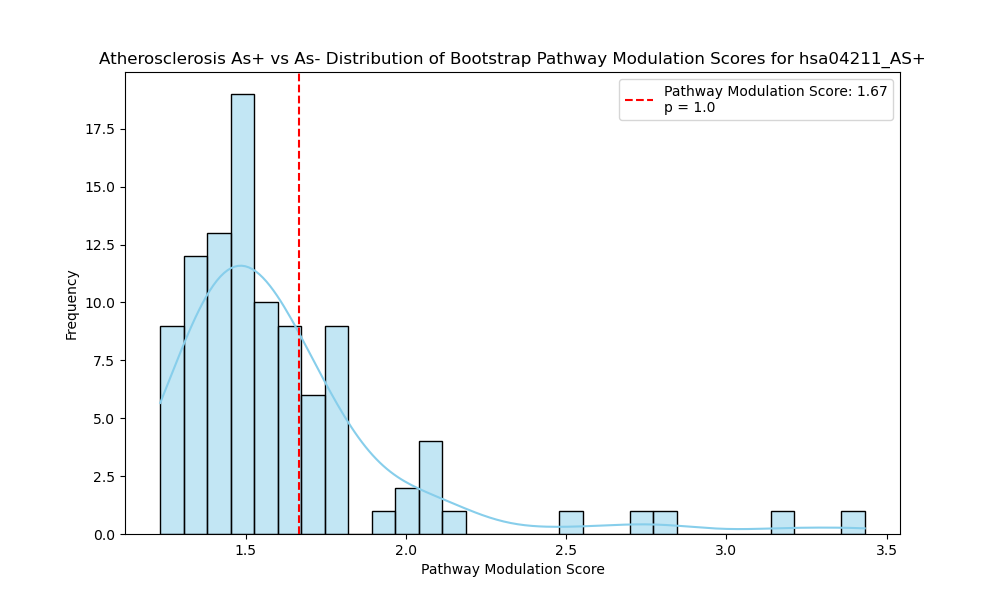 Atherosclerosis As+ vs As- Distribution of Bootstrap Pathway Modulation Scores for hsa04211_AS+
Pathway Modulation Score: 1.67
p = 1.0
Frequency
17.5
15.0
12.5
10.0
7.5
5.0
2.5
0.0
1.5
2.0
2.5
3.0
3.5
Pathway Modulation Score